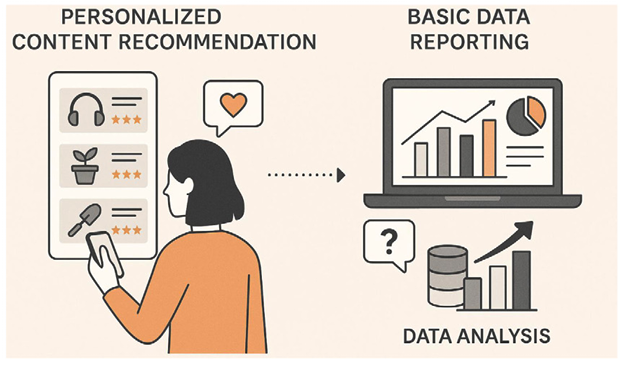 PERSONALIZED
CONTENT RECOMMENDATION
BASIC DATA
REPORTING
?
DATA ANALYSIS